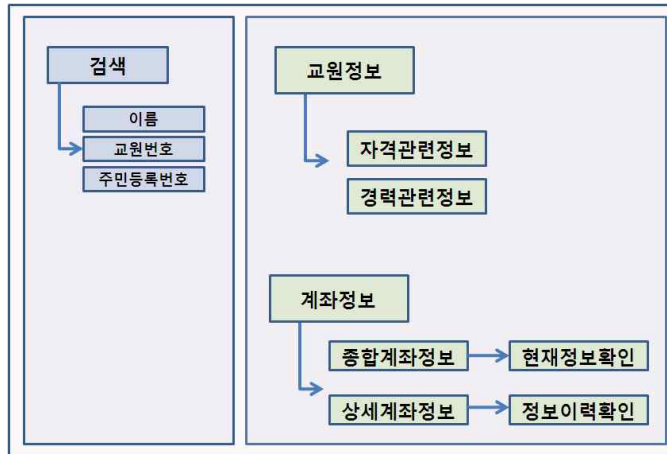 검색
이름
교원번호
주민등록번호
교원정보
자격관련정보
경력관련정보
계좌정보
종합계좌정보
현재정보확인
상세계좌정보
정보이력확인